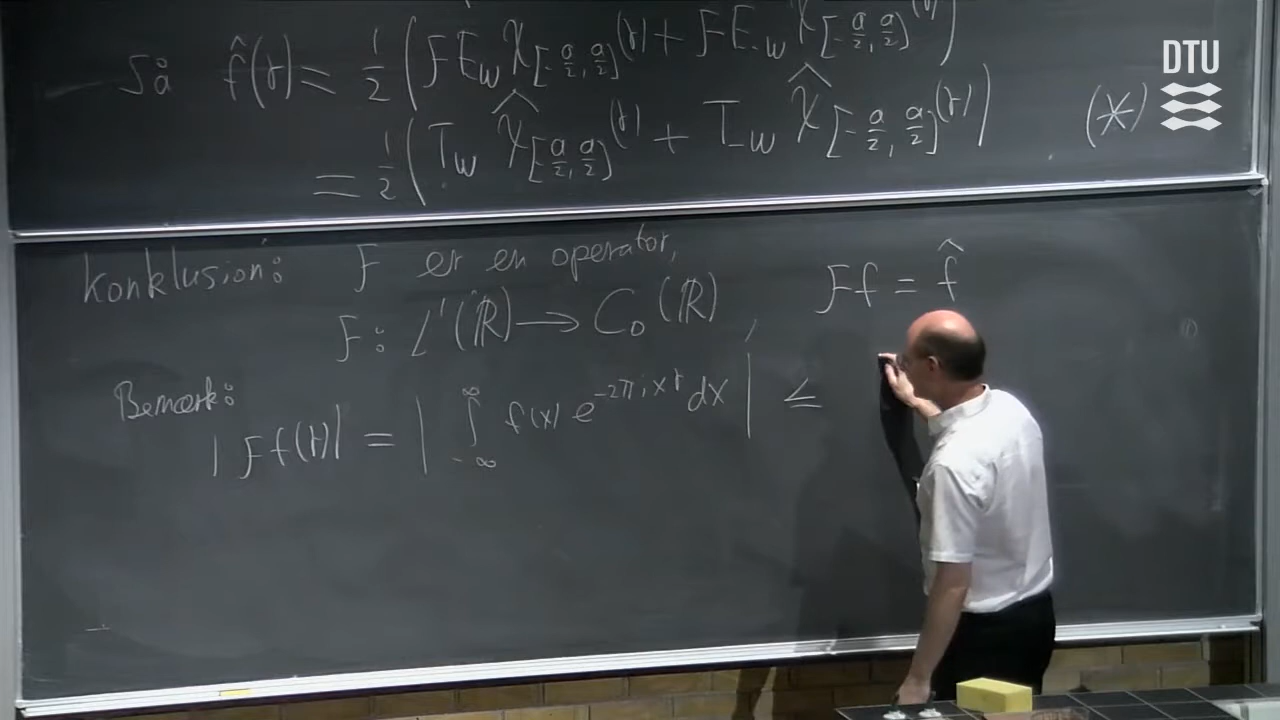 Så f̂(γ) = 1/2 (F E_w χ_[-a/2, a/2] (γ) + F E_-w χ_[-a/2, a/2] (γ))
= 1/2 (T_w χ̂_[-a/2, a/2] (γ) + T_-w χ̂_[-a/2, a/2] (γ)) (*)
DTU
Konklusion: F er en operator,
F: L¹(ℝ) → C₀(ℝ), Ff = f̂
Bemærk:
|Ff(γ)| = | ∫_{-∞}^{∞} f(x) e^{-2πixγ} dx | ≤